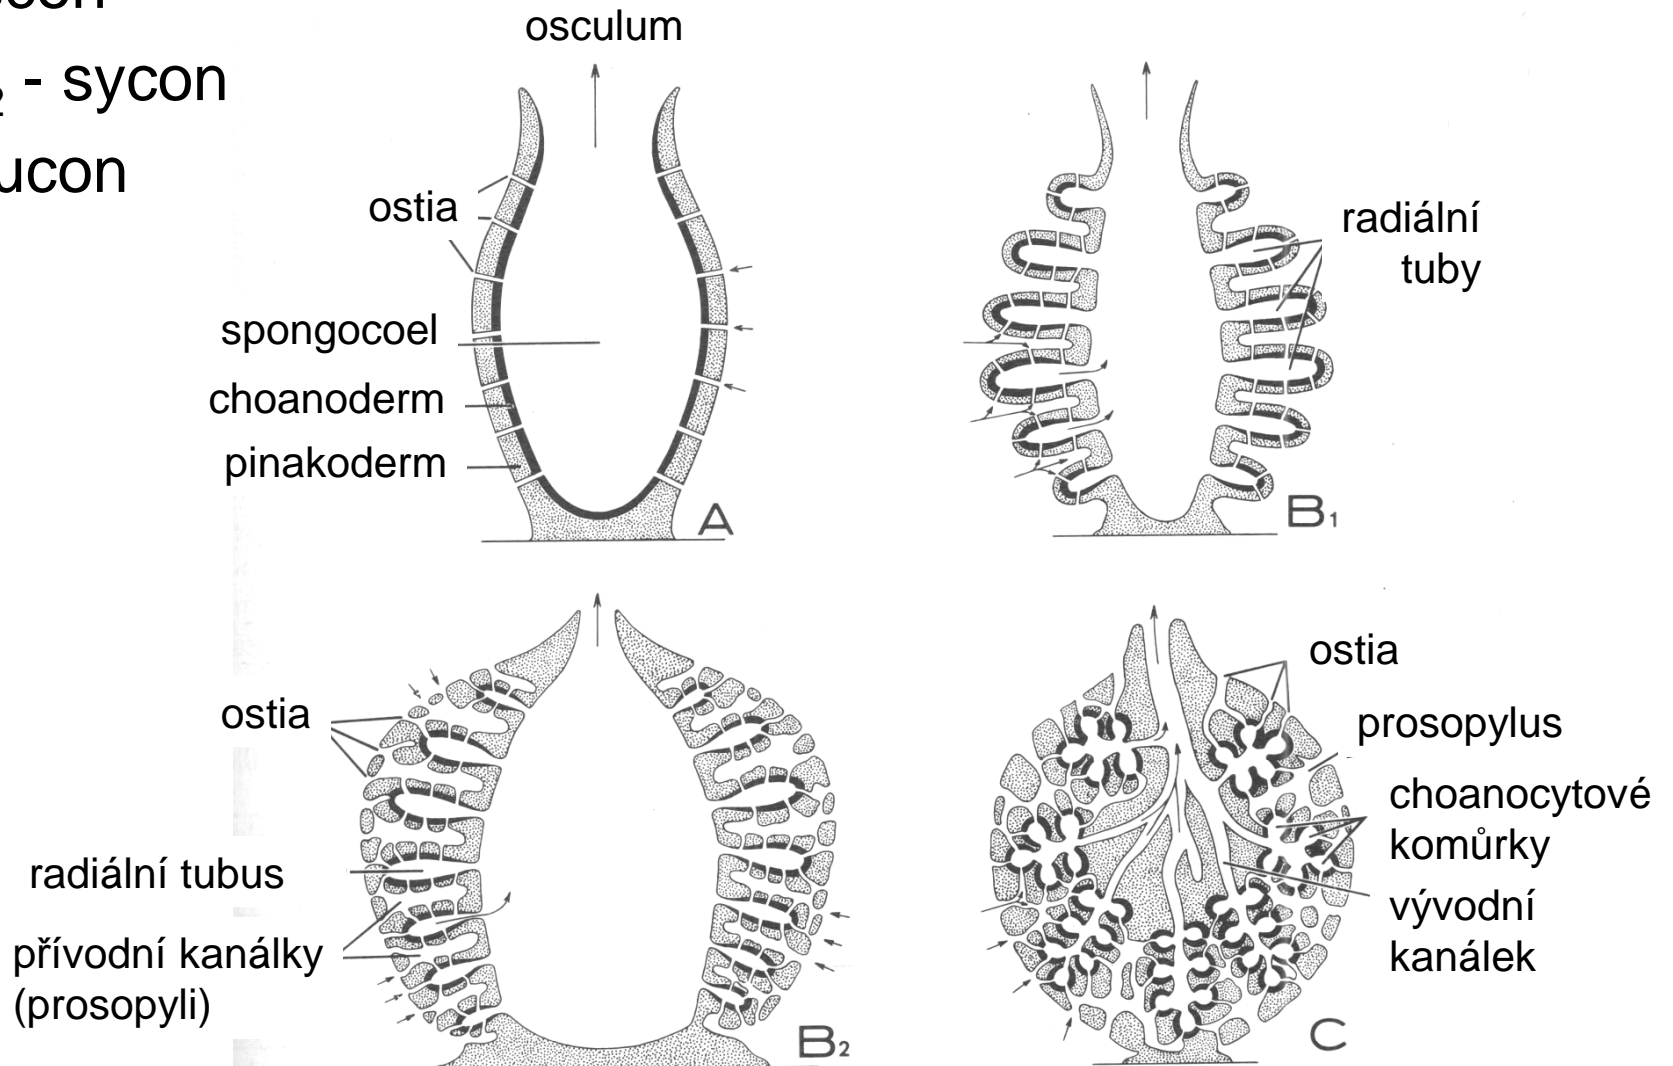 - sycon
osculum
ostia
spongocoel
choanoderm
pinakoderm
A
radiální
tuby
B₁
ostia
radiální tubus
přívodní kanálky
(prosopyli)
B₂
ostia
prosopylus
choanocytové
komůrky
vývodní
kanálek
C